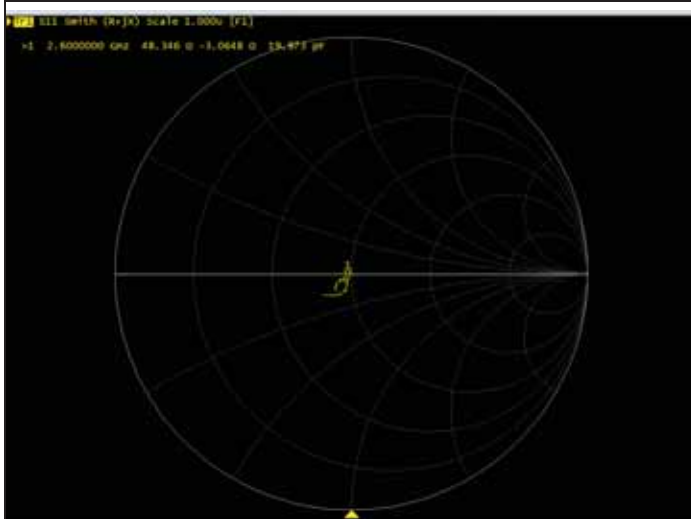 Tr1 S11 Smith (R+jX) Scale 1.000U [F1]
>1 2.6000000 GHz 48.346 Ω -3.0648 Ω 19.973 pF